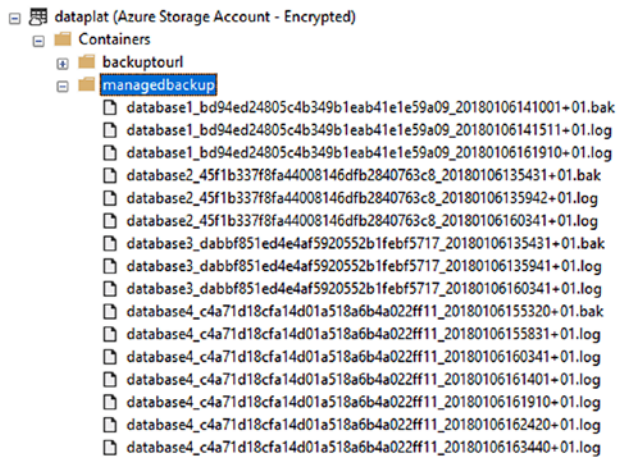 dataplat (Azure Storage Account - Encrypted)
Containers
backuptourl
managedbackup
database1_bd94ed24805c4b349b1eab41e1e59a09_20180106141001+01.bak
database1_bd94ed24805c4b349b1eab41e1e59a09_20180106141511+01.log
database1_bd94ed24805c4b349b1eab41e1e59a09_20180106161910+01.log
database2_45f1b337f8fa44008146dfb2840763c8_20180106135431+01.bak
database2_45f1b337f8fa44008146dfb2840763c8_20180106135942+01.log
database2_45f1b337f8fa44008146dfb2840763c8_20180106160341+01.log
database3_dabbf851ed4e4af5920552b1febf5717_20180106135431+01.bak
database3_dabbf851ed4e4af5920552b1febf5717_20180106135941+01.log
database3_dabbf851ed4e4af5920552b1febf5717_20180106160341+01.log
database4_c4a71d18cfa14d01a518a6b4a022ff11_20180106155320+01.bak
database4_c4a71d18cfa14d01a518a6b4a022ff11_20180106155831+01.log
database4_c4a71d18cfa14d01a518a6b4a022ff11_20180106160341+01.log
database4_c4a71d18cfa14d01a518a6b4a022ff11_20180106161401+01.log
database4_c4a71d18cfa14d01a518a6b4a022ff11_20180106161910+01.log
database4_c4a71d18cfa14d01a518a6b4a022ff11_20180106162420+01.log
database4_c4a71d18cfa14d01a518a6b4a022ff11_20180106163440+01.log